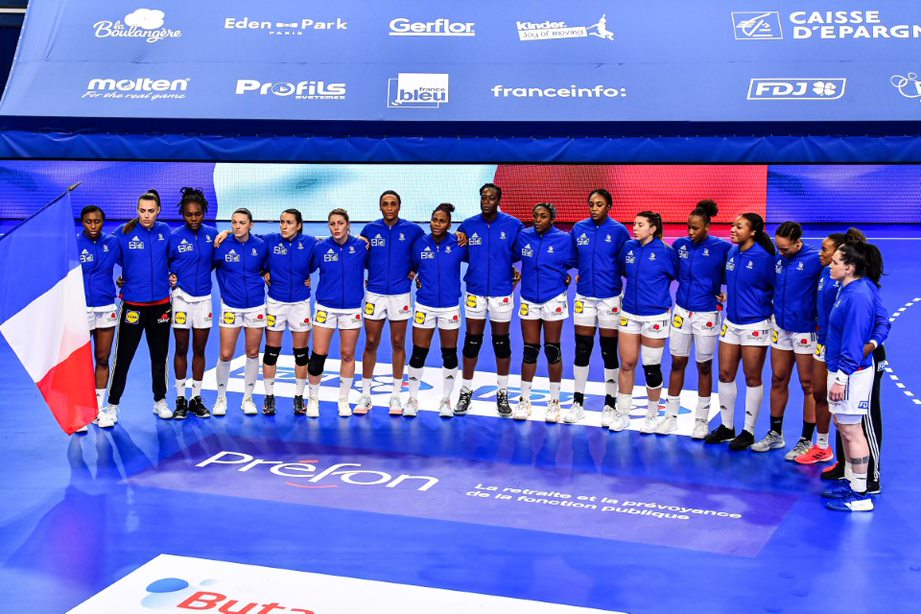 la
Boulangère
Eden Park
PARIS
Gerflor
Kinder
JOY OF MOVING
CAISSE
D'EPARGN
molten
For the real game
PROFILS
SYSTEMES
france
bleu
franceinfo:
FDJ
Préfon
La retraite et la prévoyance
de la fonction publique
Buta